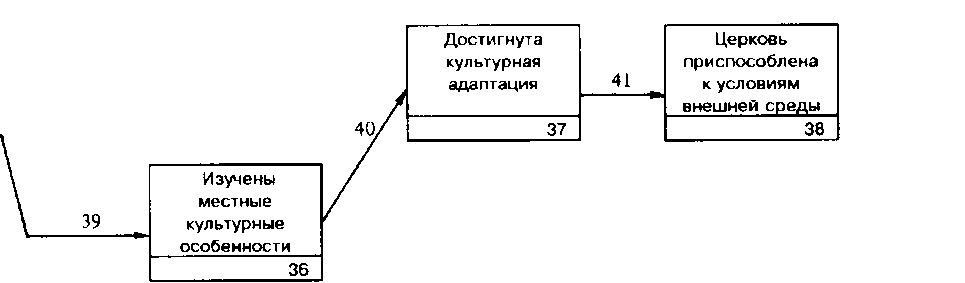 Достигнута
культурная
адаптация
37
41
Церковь
приспособлена
к условиям
внешней среды
38
40
39
Изучены
местные
культурные
особенности
36